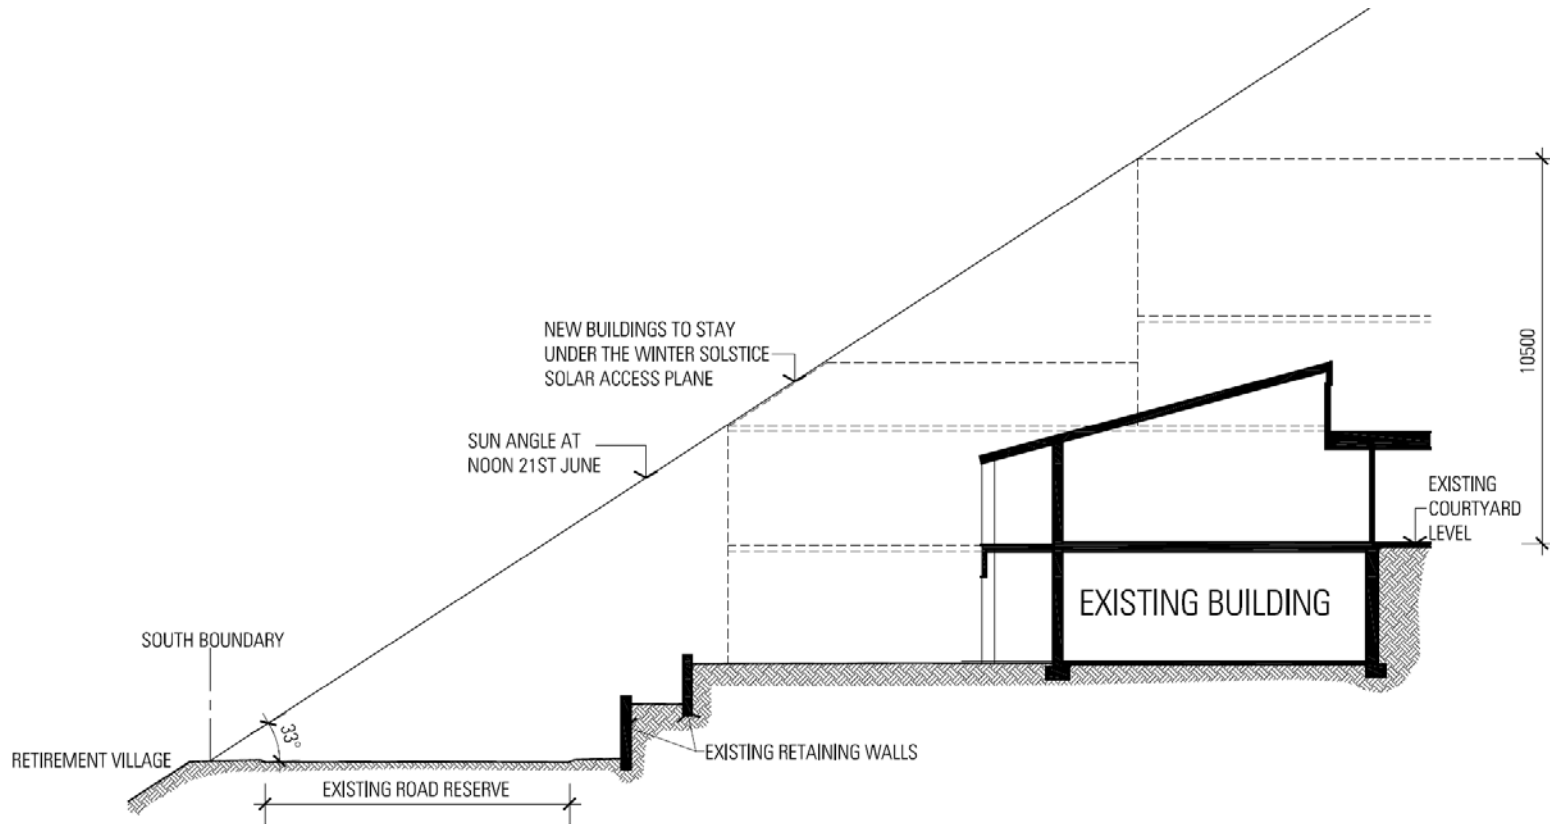 NEW BUILDINGS TO STAY
UNDER THE WINTER SOLSTICE
SOLAR ACCESS PLANE
10500
SUN ANGLE AT
NOON 21ST JUNE
EXISTING
COURTYARD
LEVEL
EXISTING BUILDING
SOUTH BOUNDARY
33°
RETIREMENT VILLAGE
EXISTING RETAINING WALLS
EXISTING ROAD RESERVE